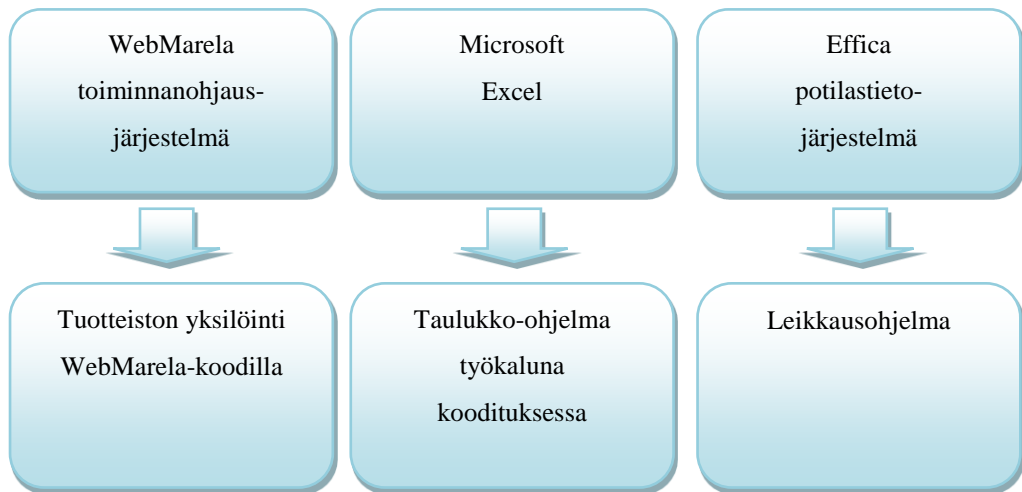 WebMarela
toiminnanohjaus-
järjestelmä
Microsoft
Excel
Effica
potilastieto-
järjestelmä
Tuotteiston yksilöinti
WebMarela-koodilla
Taulukko-ohjelma
työkaluna
koodituksessa
Leikkausohjelma